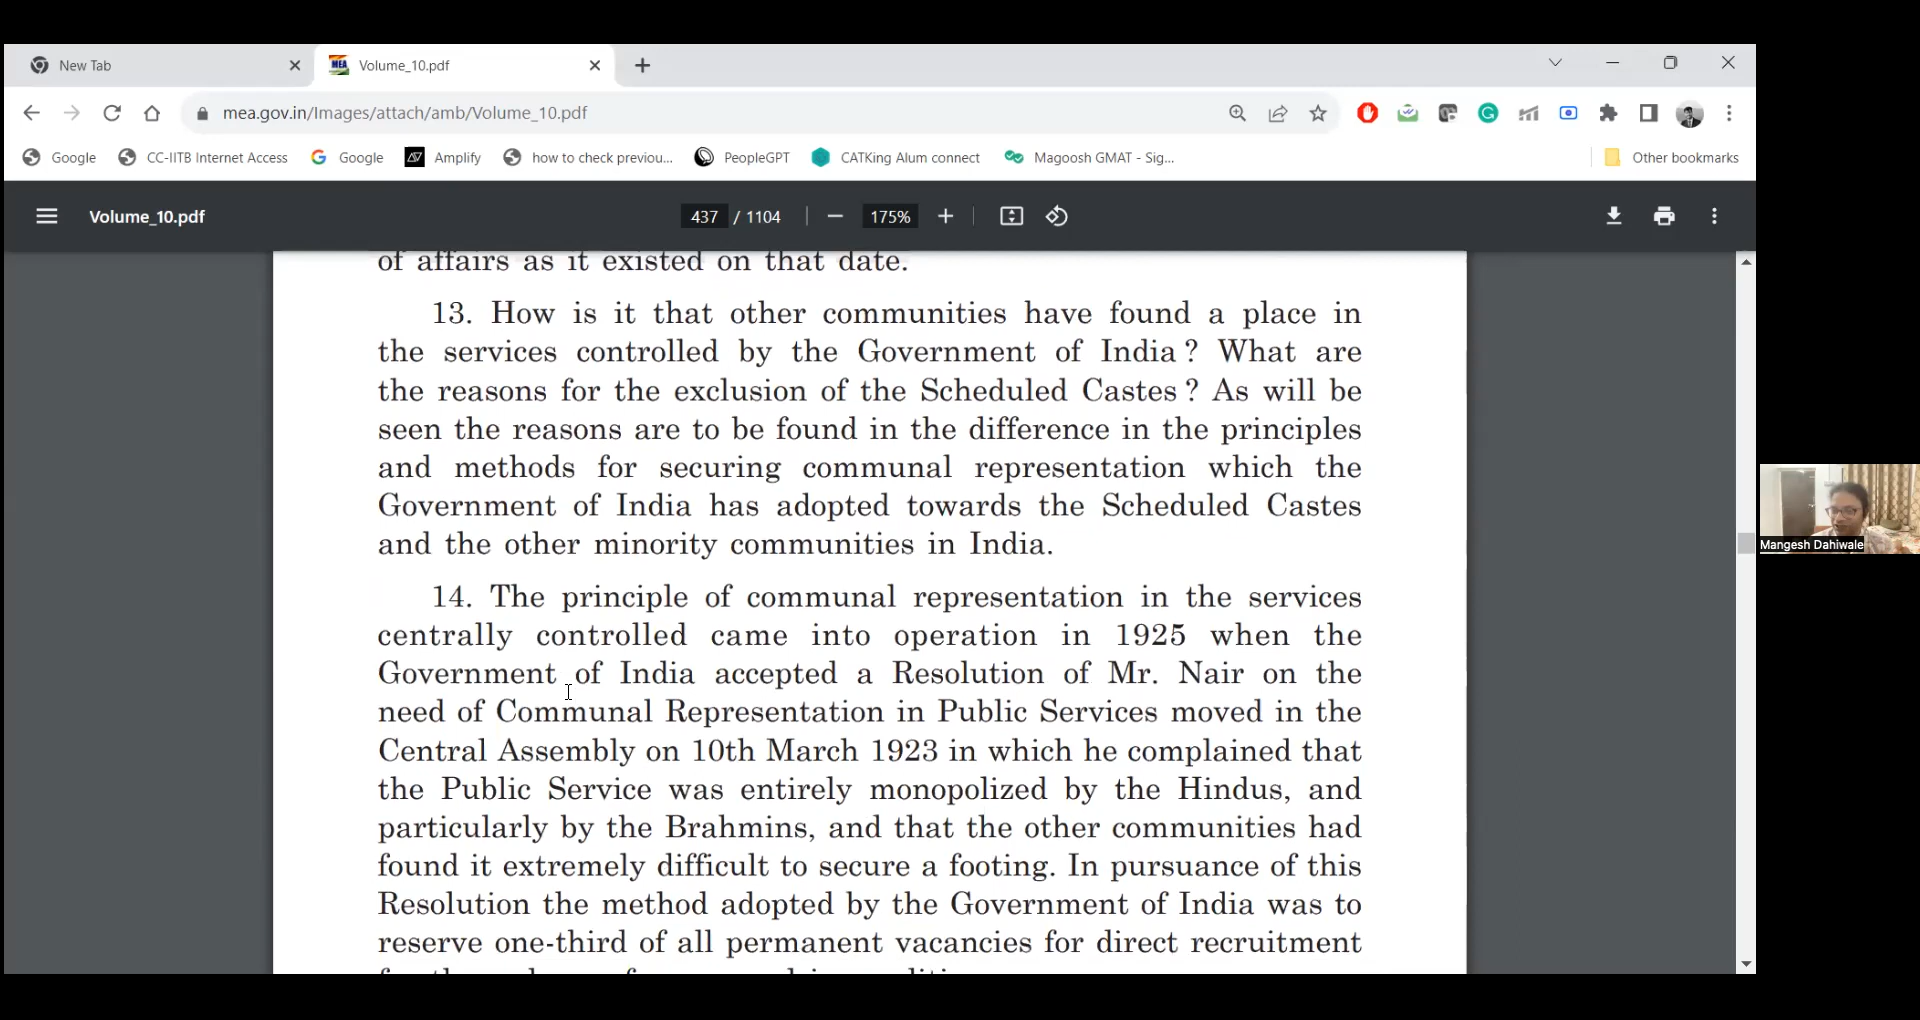 New Tab
Volume_10.pdf
mea.gov.in/Images/attach/amb/Volume_10.pdf
Google
CC-IITB Internet Access
Google
Amplify
how to check previou...
PeopleGPT
CATKing Alum connect
Magoosh GMAT - Sig...
Other bookmarks
Volume_10.pdf
437 / 1104
175%
of affairs as it existed on that date.
13. How is it that other communities have found a place in
the services controlled by the Government of India ? What are
the reasons for the exclusion of the Scheduled Castes ? As will be
seen the reasons are to be found in the difference in the principles
and methods for securing communal representation which the
Government of India has adopted towards the Scheduled Castes
and the other minority communities in India.
14. The principle of communal representation in the services
centrally controlled came into operation in 1925 when the
Government of India accepted a Resolution of Mr. Nair on the
need of Communal Representation in Public Services moved in the
Central Assembly on 10th March 1923 in which he complained that
the Public Service was entirely monopolized by the Hindus, and
particularly by the Brahmins, and that the other communities had
found it extremely difficult to secure a footing. In pursuance of this
Resolution the method adopted by the Government of India was to
reserve one-third of all permanent vacancies for direct recruitment
Mangesh Dahiwale